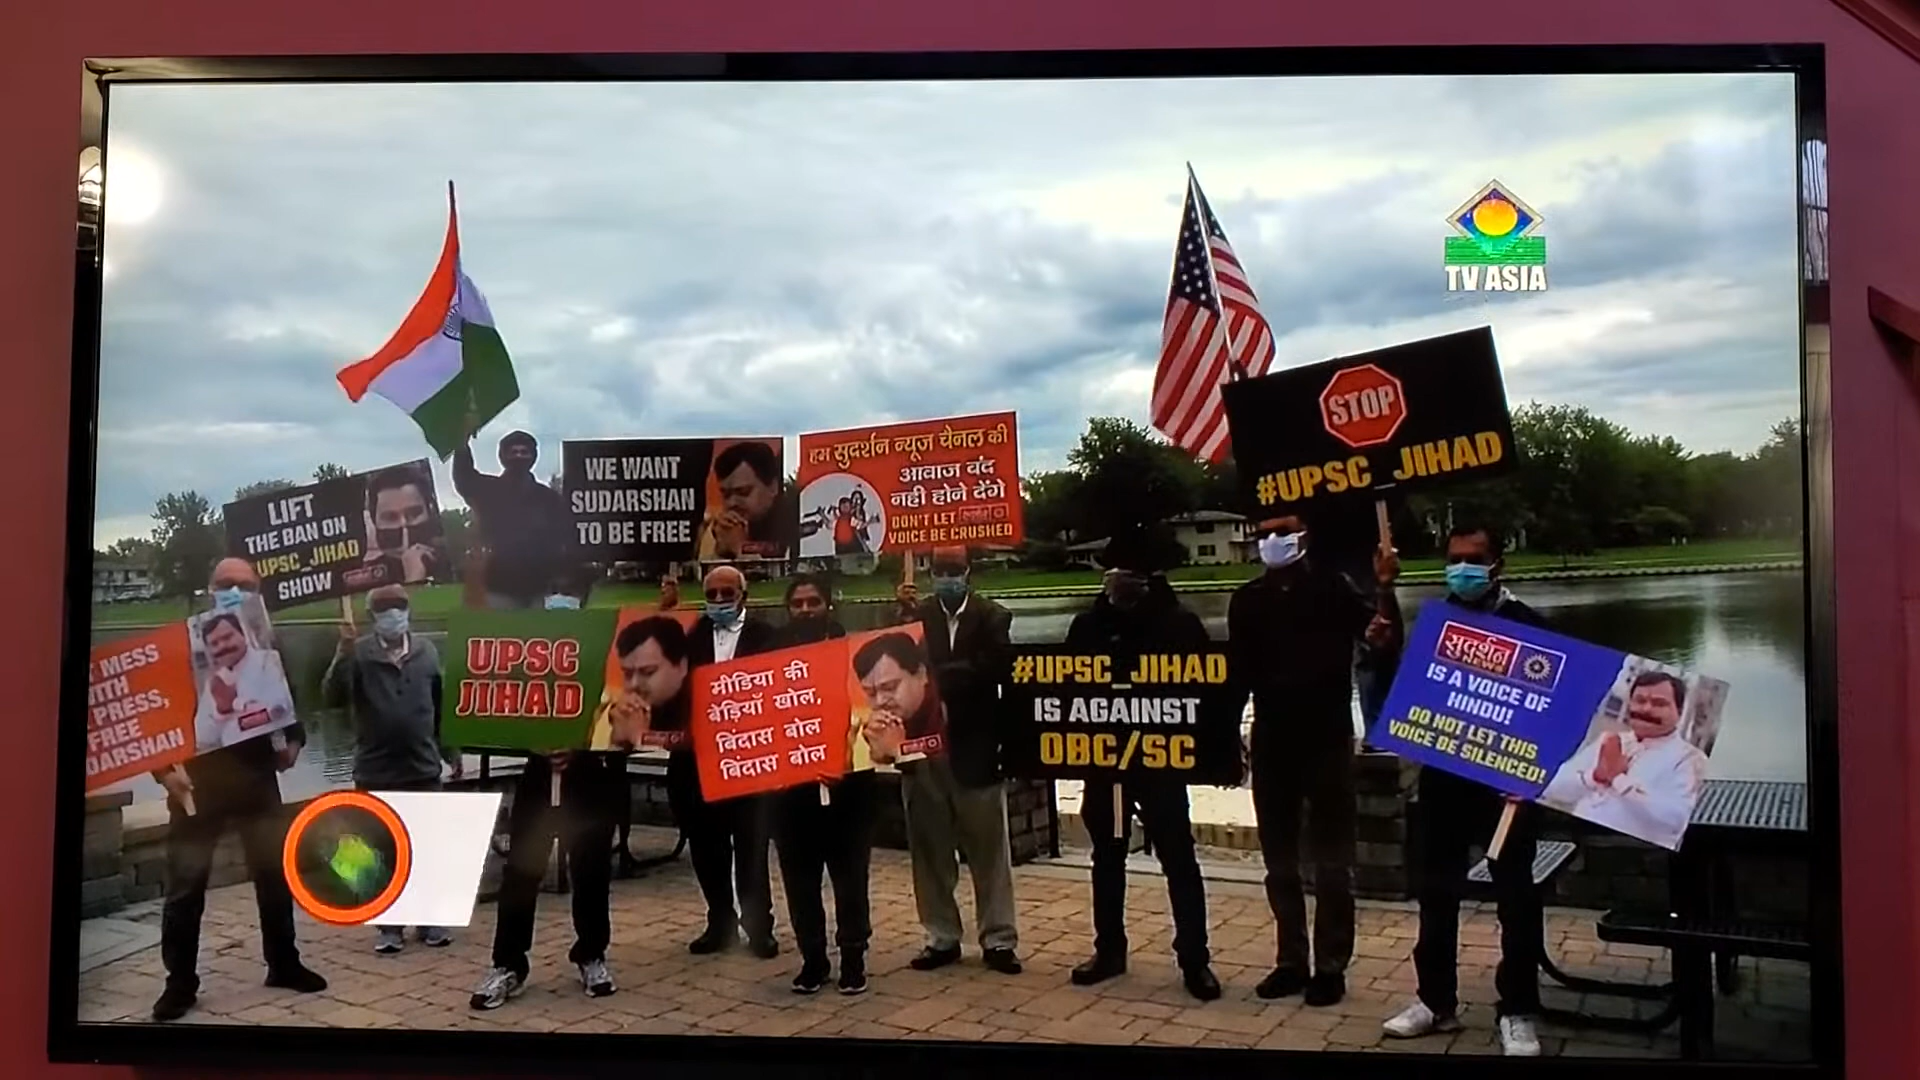 TV ASIA
STOP
#UPSC_JIHAD
LIFT
THE BAN ON
UPSC_JIHAD
SHOW
WE WANT
SUDARSHAN
TO BE FREE
हम सुदर्शन न्यूज चैनल की
आवाज बंद
नही होने देंगे
DON'T LET
VOICE BE CRUSHED
MESS
PRESS,
FREE
DARSHAN
UPSC
JIHAD
मीडिया की
बेड़ियाँ खोल,
बिंदास बोल
बिंदास बोल
#UPSC_JIHAD
IS AGAINST
OBC/SC
सुदर्शन
NEWS
IS A VOICE OF
HINDU!
DO NOT LET THIS
VOICE BE SILENCED!